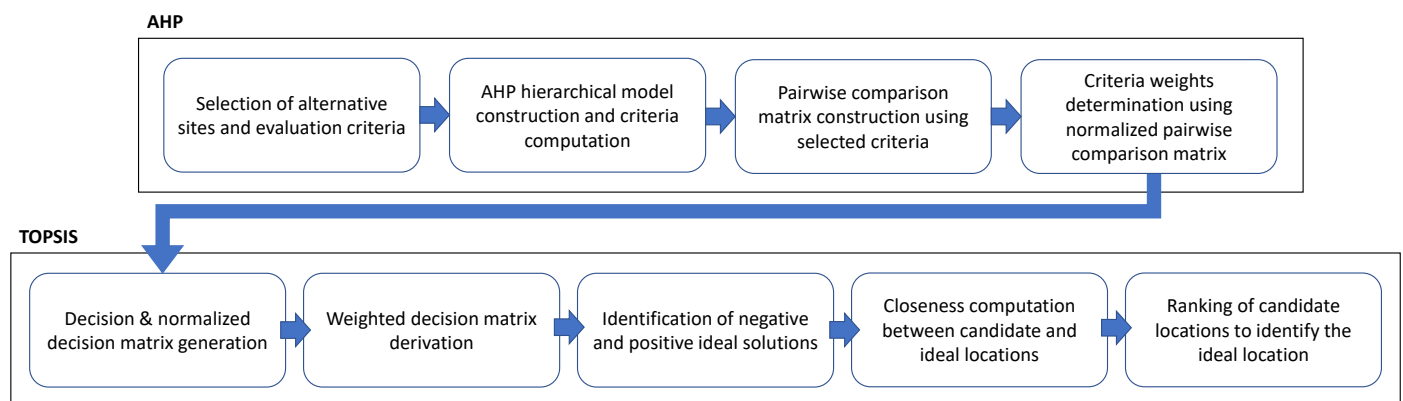 AHP
Selection of alternative
sites and evaluation criteria
AHP hierarchical model
construction and criteria
computation
Pairwise comparison
matrix construction using
selected criteria
Criteria weights
determination using
normalized pairwise
comparison matrix
TOPSIS
Decision & normalized
decision matrix generation
Weighted decision matrix
derivation
Identification of negative
and positive ideal solutions
Closeness computation
between candidate and
ideal locations
Ranking of candidate
locations to identify the
ideal location